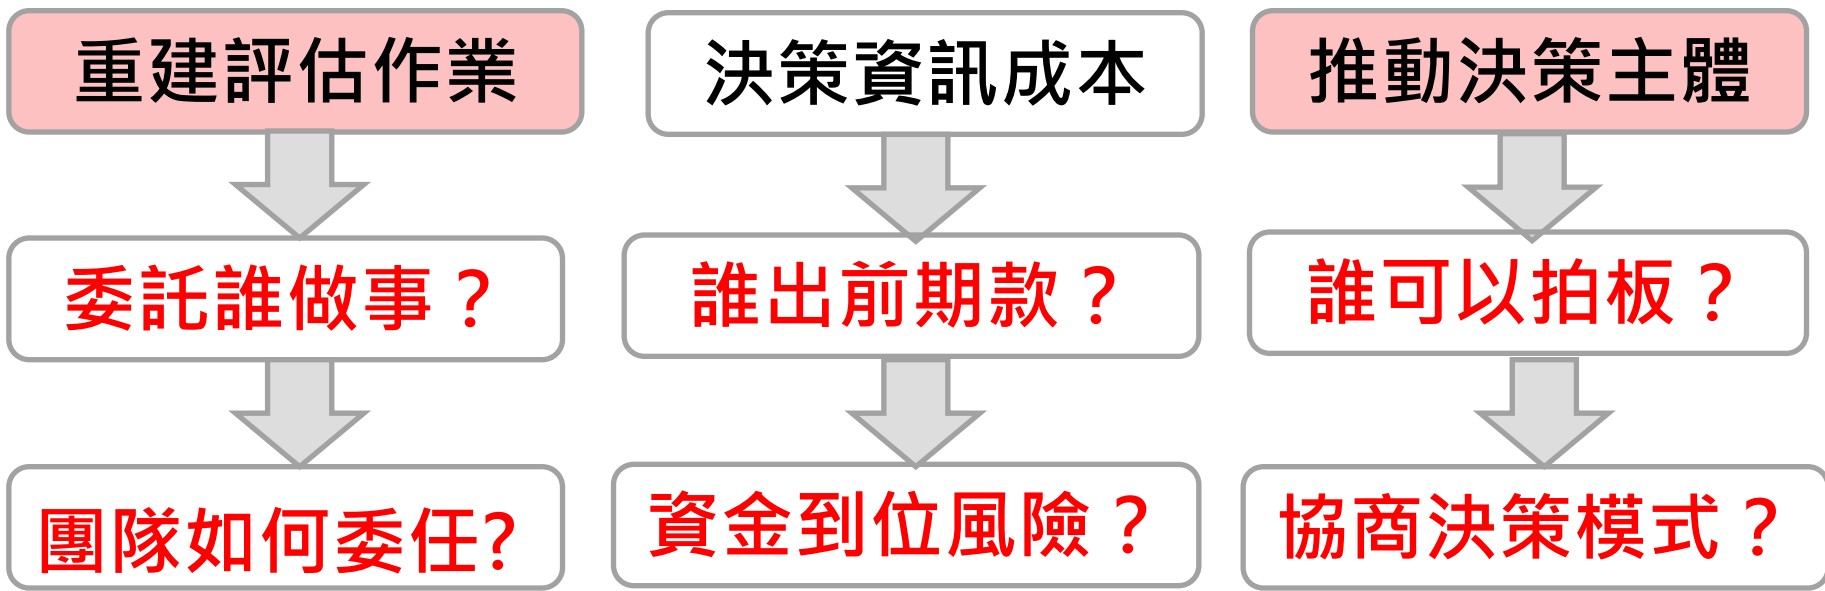 重建評估作業
決策資訊成本
推動決策主體
委託誰做事？
誰出前期款？
誰可以拍板？
團隊如何委任?
資金到位風險？
協商決策模式？